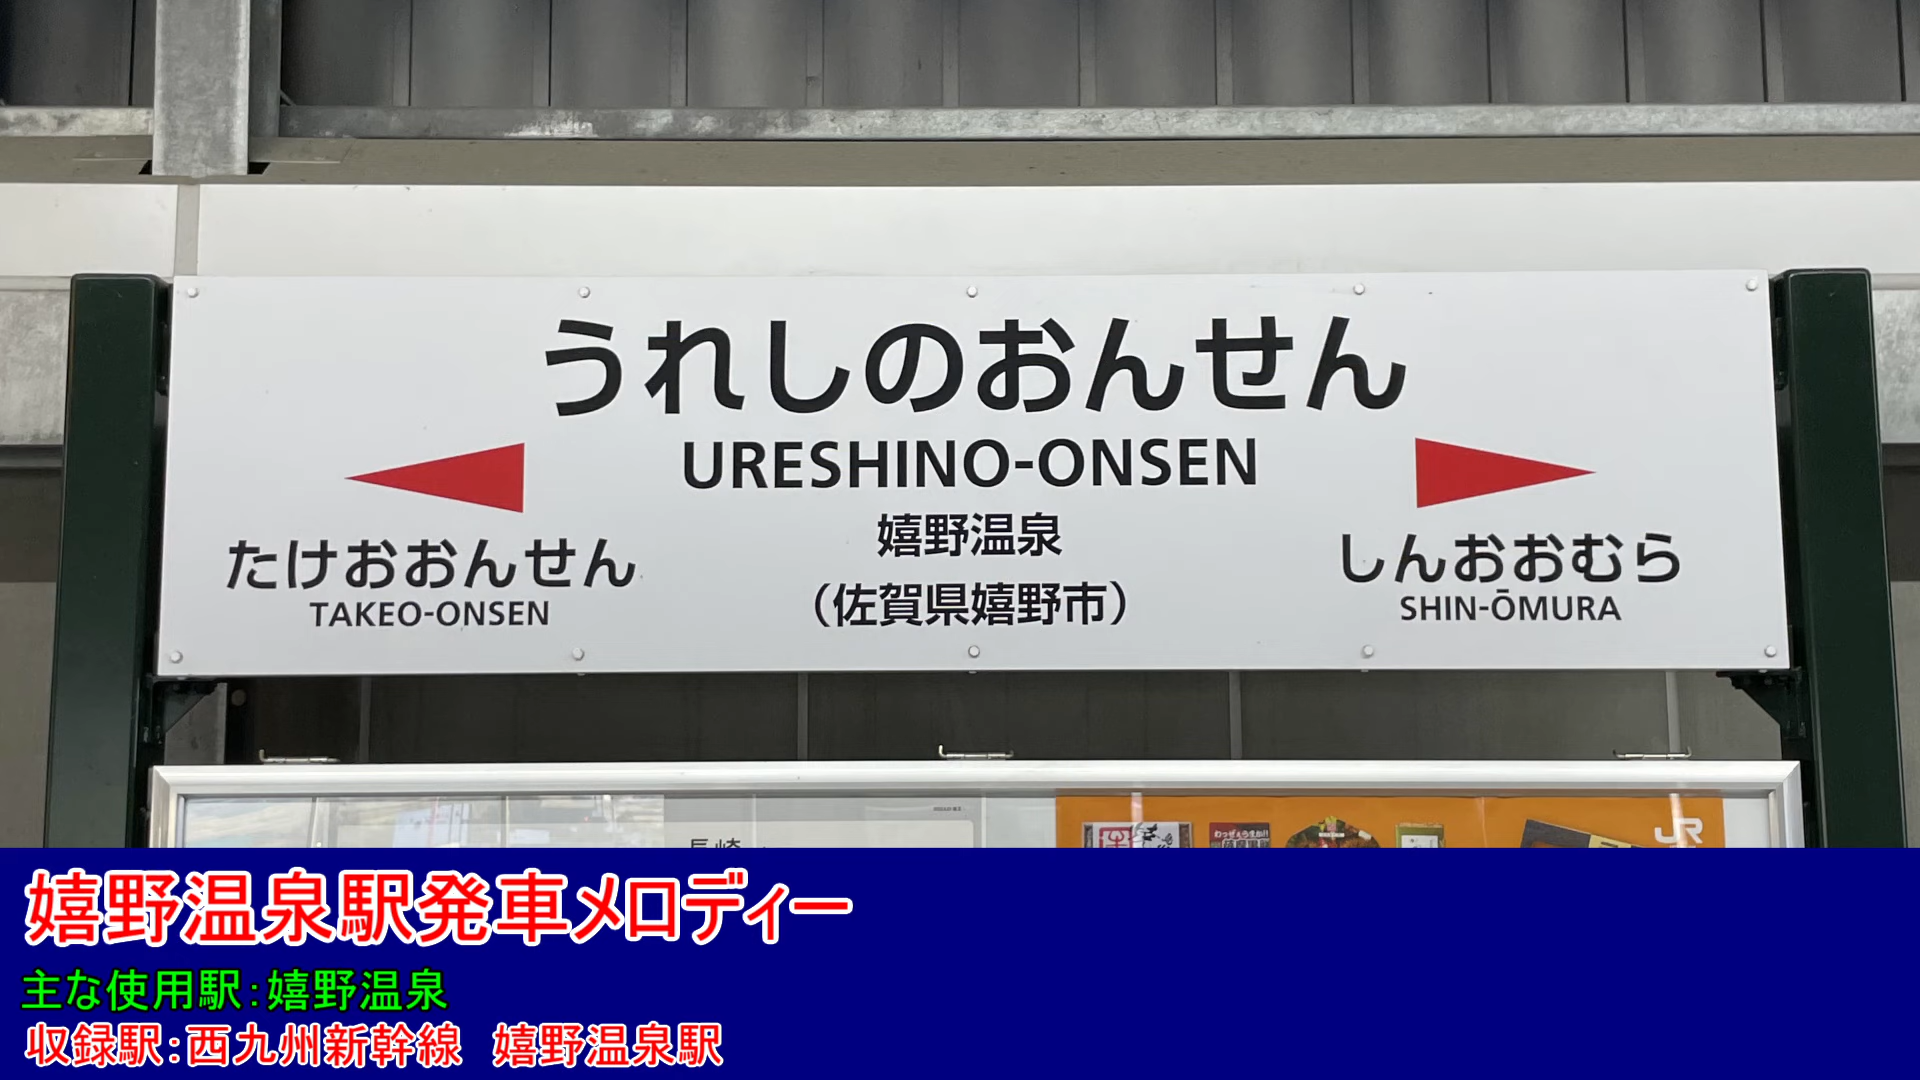 うれしのおんせん
URESHINO-ONSEN
嬉野温泉
（佐賀県嬉野市）
たけおおんせん
TAKEO-ONSEN
しんおおむら
SHIN-ŌMURA
JR
嬉野温泉駅発車メロディー
主な使用駅：嬉野温泉
収録駅：西九州新幹線　嬉野温泉駅